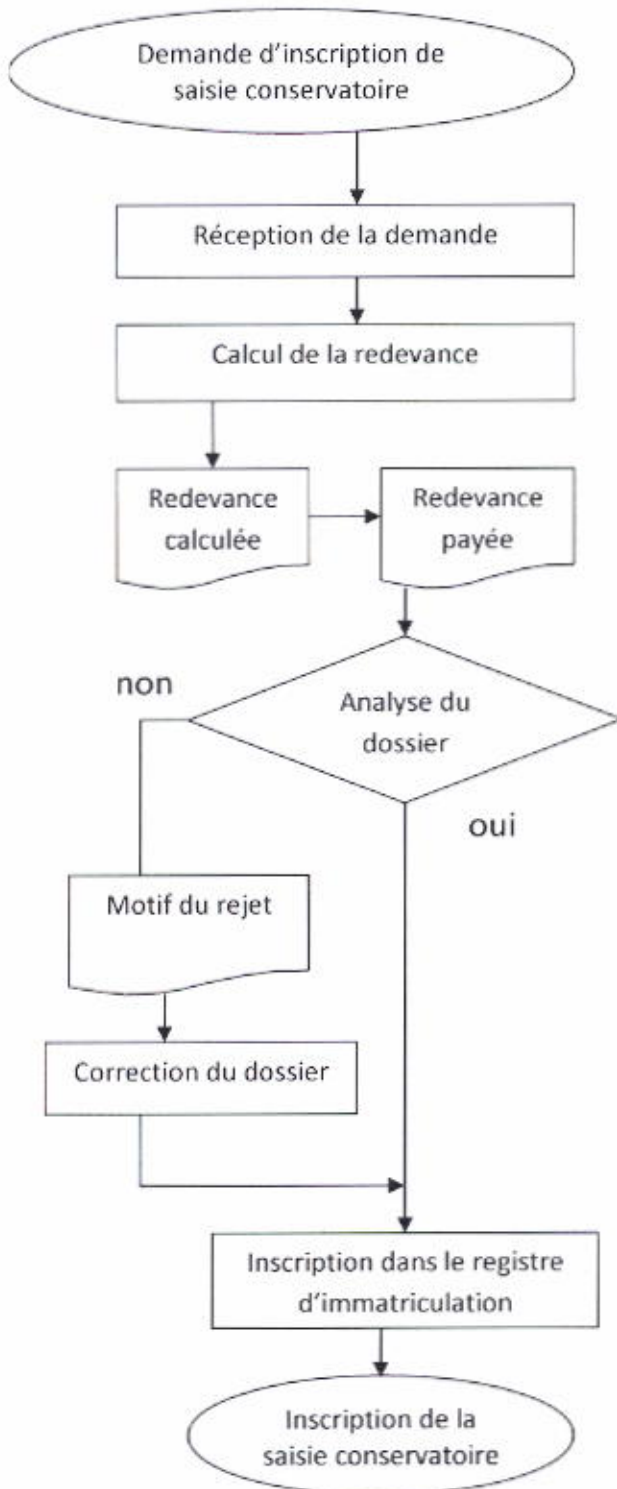 Demande d'inscription de
saisie conservatoire
Réception de la demande
Calcul de la redevance
Redevance
calculée
Redevance
payée
non
Analyse du
dossier
oui
Motif du rejet
Correction du dossier
Inscription dans le registre
d'immatriculation
Inscription de la
saisie conservatoire